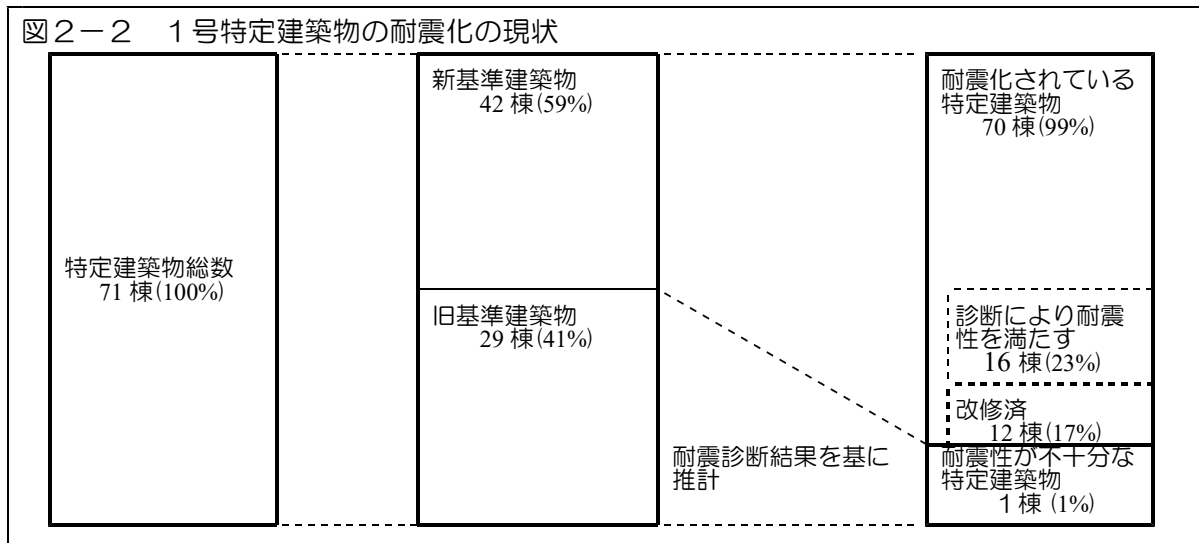 図2-2 1号特定建築物の耐震化の現状
特定建築物総数
71 棟(100%)
新基準建築物
42 棟(59%)
旧基準建築物
29 棟(41%)
耐震診断結果を基に
推計
耐震化されている
特定建築物
70 棟(99%)
診断により耐震
性を満たす
16 棟(23%)
改修済
12 棟(17%)
耐震性が不十分な
特定建築物
1 棟 (1%)